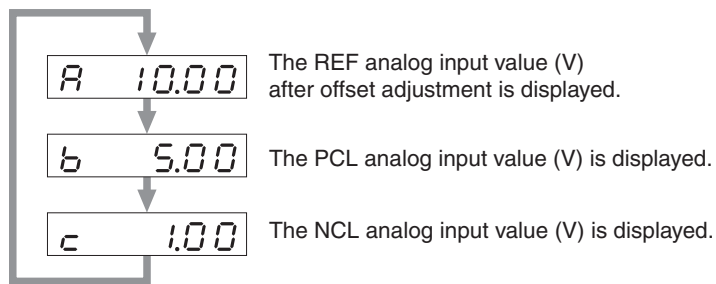 A 10.00
The REF analog input value (V)
after offset adjustment is displayed.
b 5.00
The PCL analog input value (V) is displayed.
c 1.00
The NCL analog input value (V) is displayed.